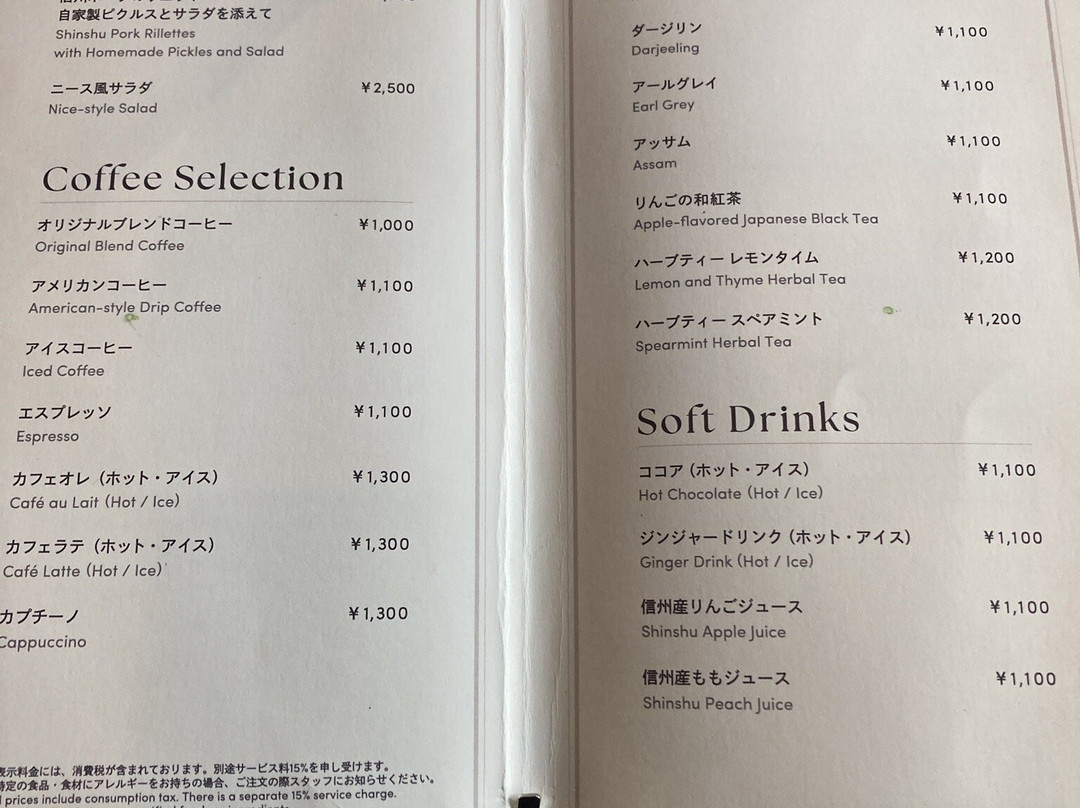 自家製ピクルスとサラダを添えて
Shinshu Pork Rillettes
with Homemade Pickles and Salad
ニース風サラダ ¥2,500
Nice-style Salad
Coffee Selection
オリジナルブレンドコーヒー ¥1,000
Original Blend Coffee
アメリカンコーヒー ¥1,100
American-style Drip Coffee
アイスコーヒー ¥1,100
Iced Coffee
エスプレッソ ¥1,100
Espresso
カフェオレ（ホット・アイス） ¥1,300
Café au Lait (Hot / Ice)
カフェラテ（ホット・アイス） ¥1,300
Café Latte (Hot / Ice)
カプチーノ ¥1,300
Cappuccino
表示料金には、消費税が含まれております。別途サービス料15%を申し受けます。
特定の食品・食材にアレルギーをお持ちの場合、ご注文の際スタッフにお知らせください。
prices include consumption tax. There is a separate 15% service charge.
ダージリン ¥1,100
Darjeeling
アールグレイ ¥1,100
Earl Grey
アッサム ¥1,100
Assam
りんごの和紅茶 ¥1,100
Apple-flavored Japanese Black Tea
ハーブティー レモンタイム ¥1,200
Lemon and Thyme Herbal Tea
ハーブティー スペアミント ¥1,200
Spearmint Herbal Tea
Soft Drinks
ココア（ホット・アイス） ¥1,100
Hot Chocolate (Hot / Ice)
ジンジャードリンク（ホット・アイス） ¥1,100
Ginger Drink (Hot / Ice)
信州産りんごジュース ¥1,100
Shinshu Apple Juice
信州産ももジュース ¥1,100
Shinshu Peach Juice